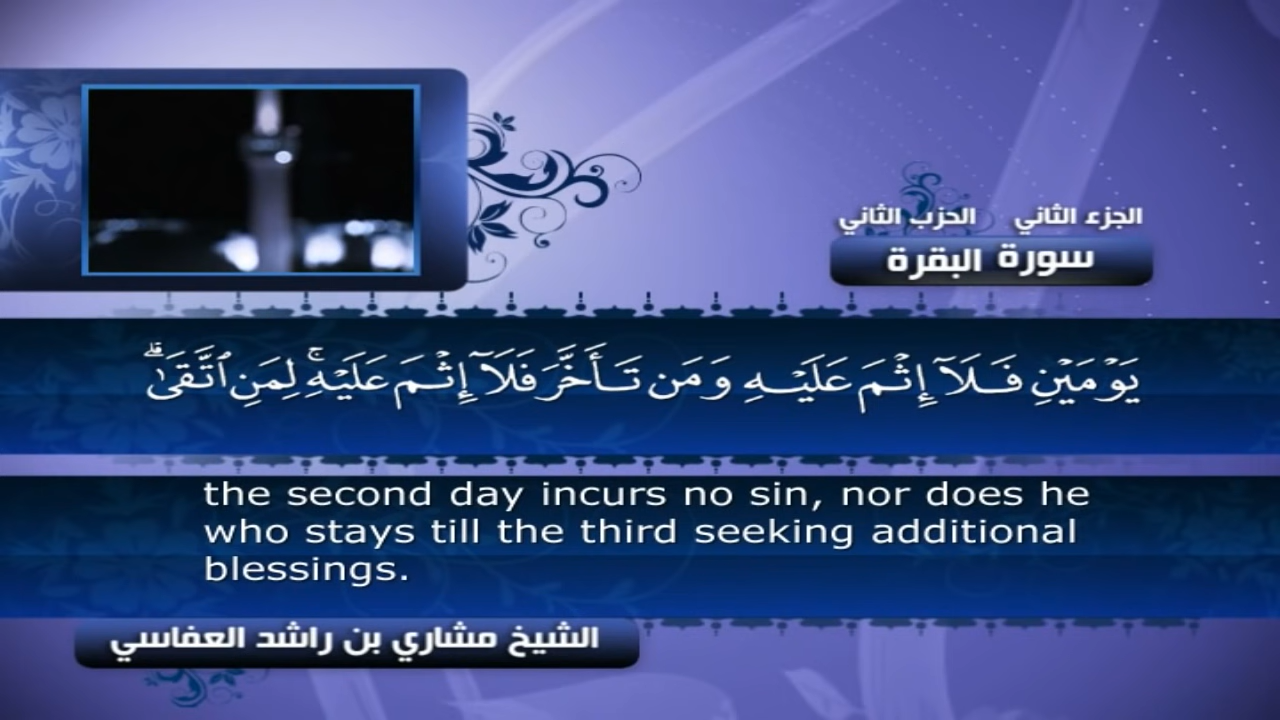 الجزء الثاني الحزب الثاني
سورة البقرة
يَوْمَيْنِ فَلَآ إِثْمَ عَلَيْهِ وَمَن تَأَخَّرَ فَلَآ إِثْمَ عَلَيْهِ ۚ لِمَنِ ٱتَّقَىٰ ۗ
the second day incurs no sin, nor does he
who stays till the third seeking additional
blessings.
الشيخ مشاري بن راشد العفاسي